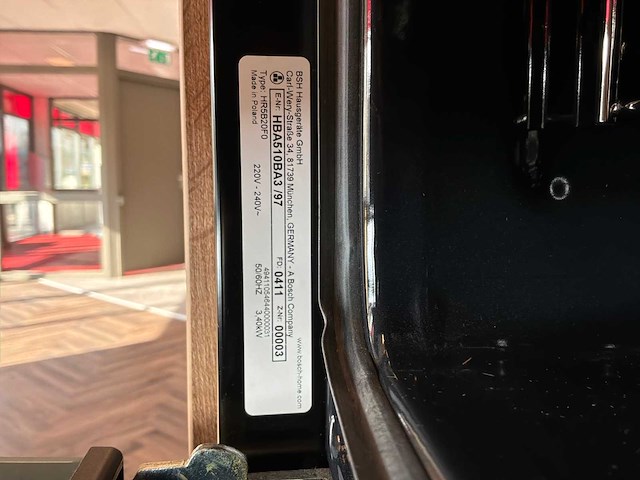 BSH Hausgeräte GmbH
Carl-Wery-Straße 34, 81739 München, GERMANY - A Bosch Company
www.bosch-home.com
E-Nr. HBA510BA3 /97 FD 0411 Z-Nr. 00003
Type: HR5B20F0
Made in Poland
220V - 240V~
50/60HZ
3,40kW